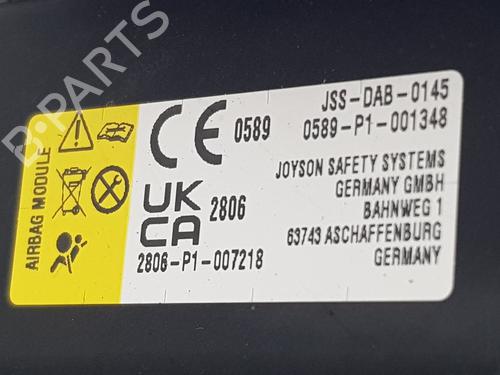 B-PARTS
AIRBAG MODULE
CE 0589
JSS-DAB-0145
0589-P1-001348
UK
CA 2806
2806-P1-007218
JOYSON SAFETY SYSTEMS
GERMANY GMBH
BAHNWEG 1
63743 ASCHAFFENBURG
GERMANY